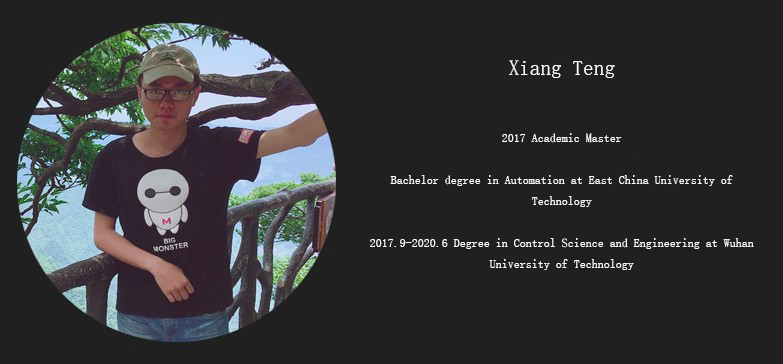 Xiang Teng
2017 Academic Master
Bachelor degree in Automation at East China University of
Technology
2017.9-2020.6 Degree in Control Science and Engineering at Wuhan
University of Technology
M
BIG
MONSTER